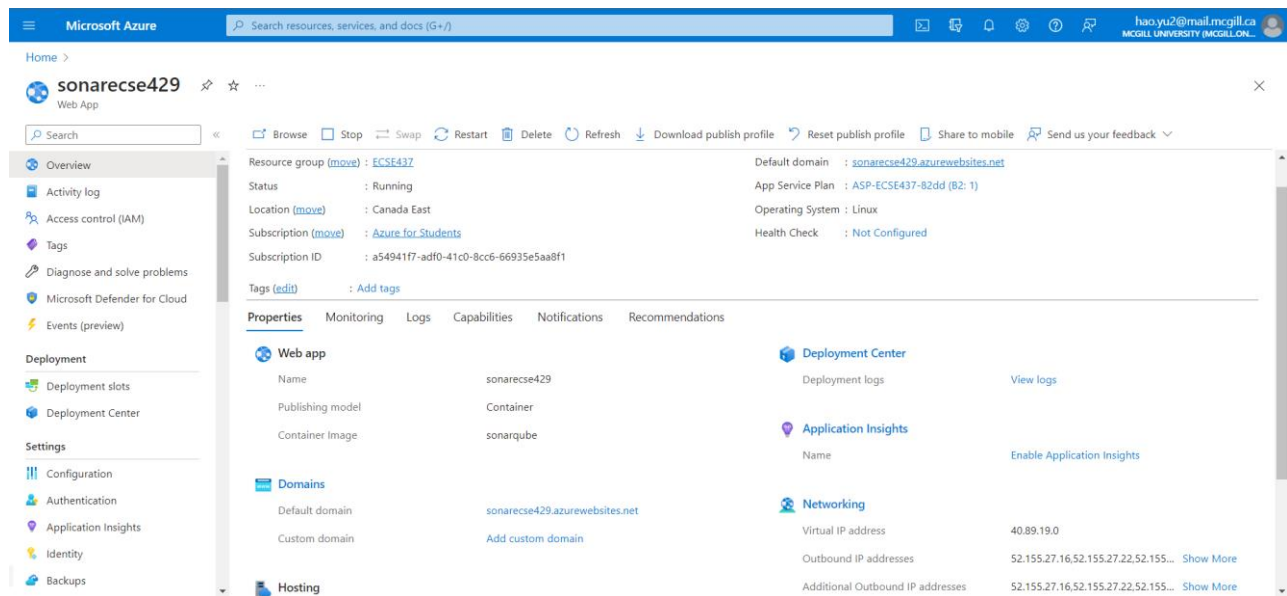 Microsoft Azure
Search resources, services, and docs (G+/)
hao.yu2@mail.mcgill.ca
MCGILL UNIVERSITY (MCGILL.ON...
Home >
sonarecse429
Web App
Search
Browse Stop Swap Restart Delete Refresh Download publish profile Reset publish profile Share to mobile Send us your feedback
Overview
Activity log
Access control (IAM)
Tags
Diagnose and solve problems
Microsoft Defender for Cloud
Events (preview)
Deployment
Deployment slots
Deployment Center
Settings
Configuration
Authentication
Application Insights
Identity
Backups
Resource group (move) : ECSE437
Status : Running
Location (move) : Canada East
Subscription (move) : Azure for Students
Subscription ID : a54941f7-adf0-41c0-8cc6-66935e5aa8f1
Default domain : sonarecse429.azurewebsites.net
App Service Plan : ASP-ECSE437-82dd (B2: 1)
Operating System : Linux
Health Check : Not Configured
Tags (edit) : Add tags
Properties Monitoring Logs Capabilities Notifications Recommendations
Web app
Name sonarecse429
Publishing model Container
Container Image sonarqube
Domains
Default domain sonarecse429.azurewebsites.net
Custom domain Add custom domain
Hosting
Deployment Center
Deployment logs View logs
Application Insights
Name Enable Application Insights
Networking
Virtual IP address 40.89.19.0
Outbound IP addresses 52.155.27.16,52.155.27.22,52.155... Show More
Additional Outbound IP addresses 52.155.27.16,52.155.27.22,52.155... Show More